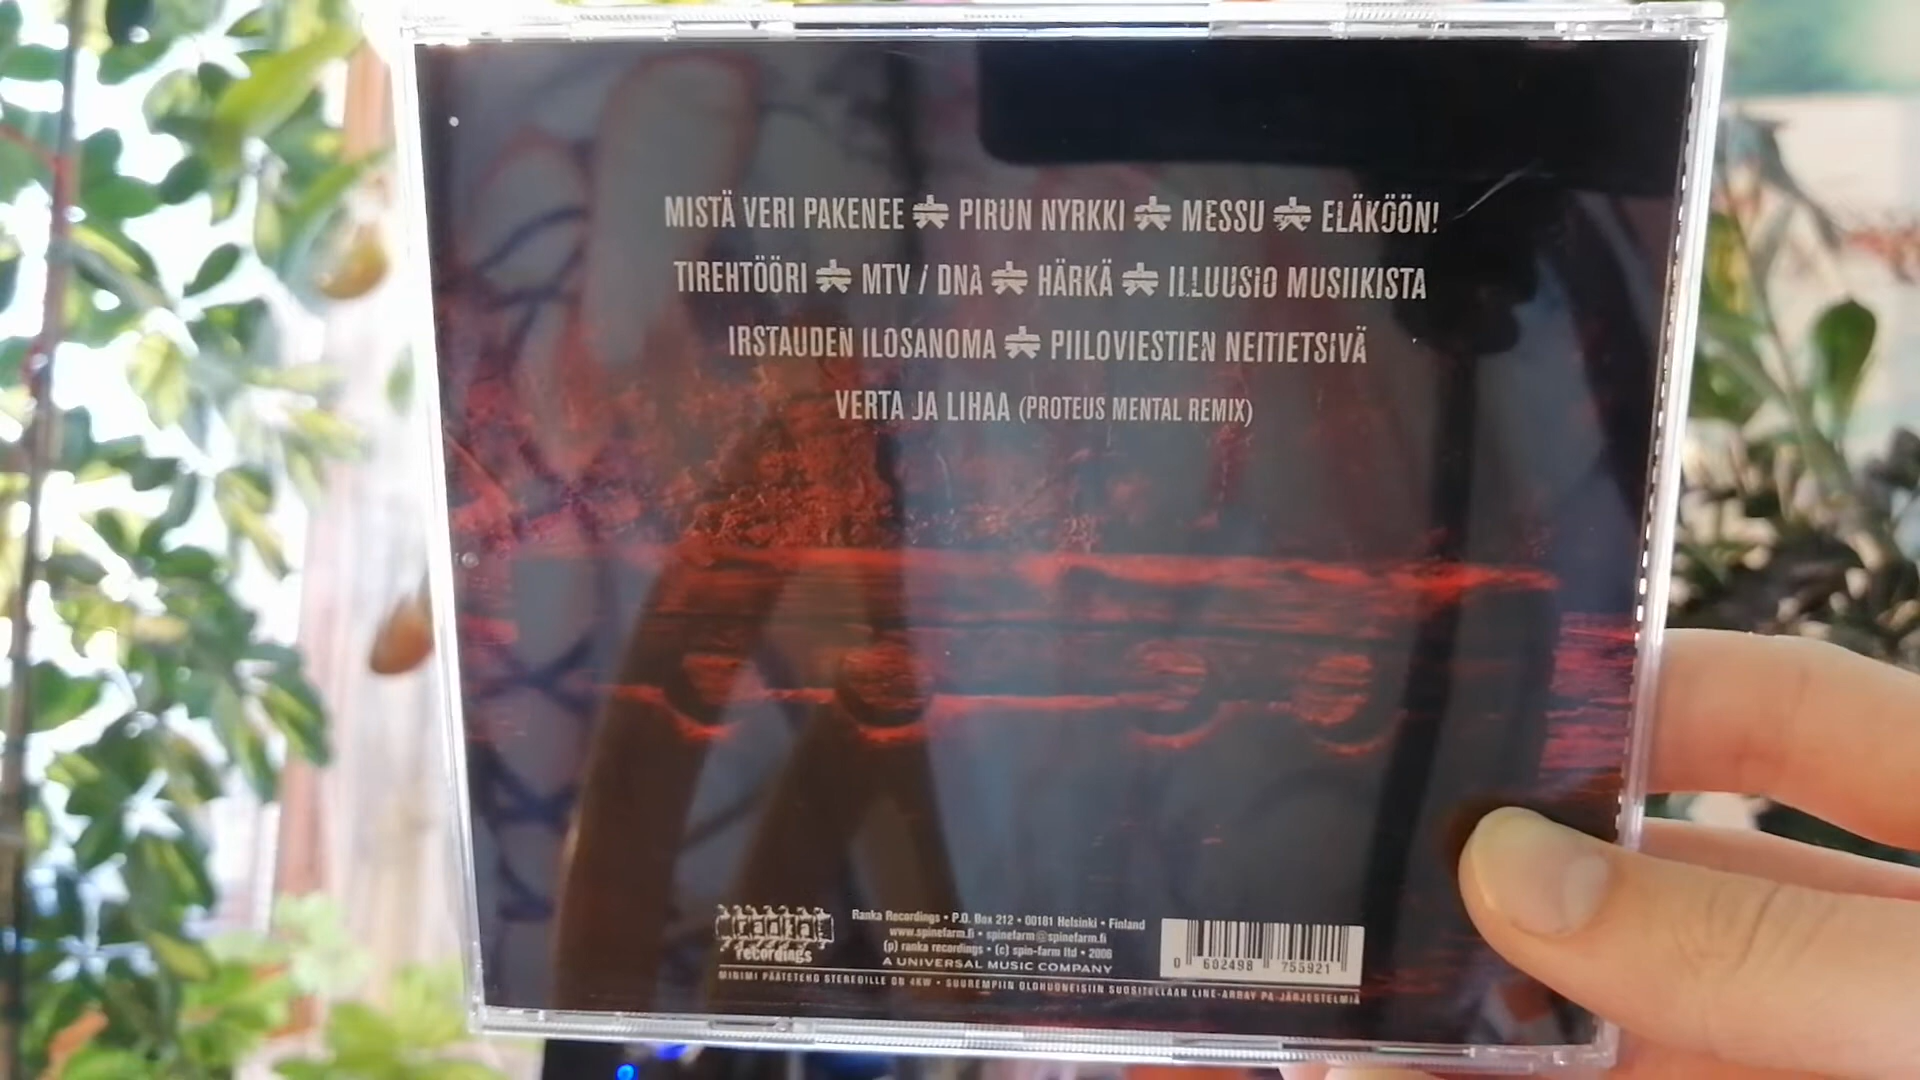 MISTÄ VERI PAKENEE PIRUN NYRKKI MESSU ELÄKÖÖN!
TIREHTÖÖRI MTV / DNA HÄRKÄ ILLUUSIO MUSIIKISTA
IRSTAUDEN ILOSANOMA PIILOVIESTIEN NEITIETSIVÄ
VERTA JA LIHAA (PROTEUS MENTAL REMIX)
ranka recordings
Ranka Recordings • P.O. Box 212 • 00181 Helsinki • Finland
www.spinefarm.fi • spinefarm@spinefarm.fi
(p) ranka recordings • (c) spin-farm ltd • 2006
A UNIVERSAL MUSIC COMPANY
0 602498 755921
MINIMI PÄÄTETEHO STEREOILLE ON 4KW • SUUREMPIIN OLOHUONEISIIN SUOSITELLAAN LINE-ARRAY PA-JÄRJESTELMIÄ